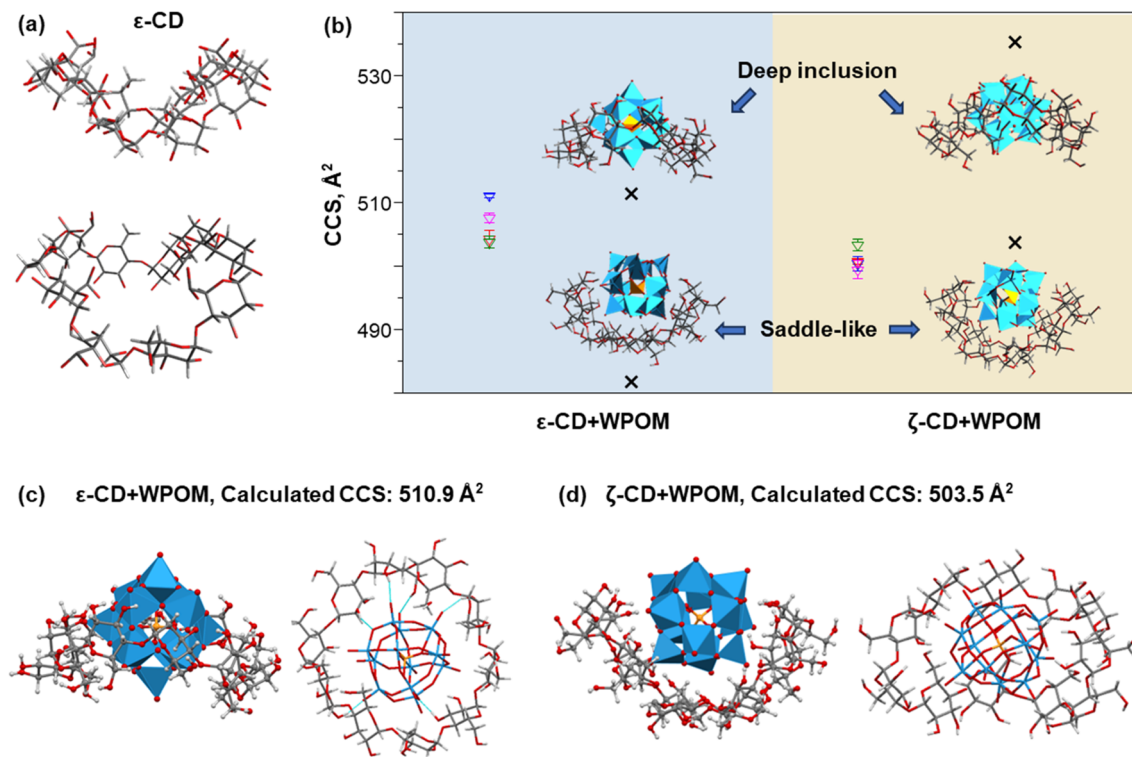 (a)
ε-CD
(b)
CCS, Å²
530
510
490
Deep inclusion
Saddle-like
ε-CD+WPOM
ζ-CD+WPOM
(c)
ε-CD+WPOM, Calculated CCS: 510.9 Å²
(d)
ζ-CD+WPOM, Calculated CCS: 503.5 Å²